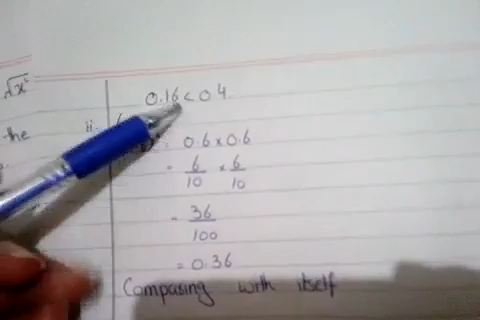 √x²
0.16 < 0.4
the
ii.
= 0.6 x 0.6
= 6/10 x 6/10
= 36/100
= 0.36
Comparing with itself